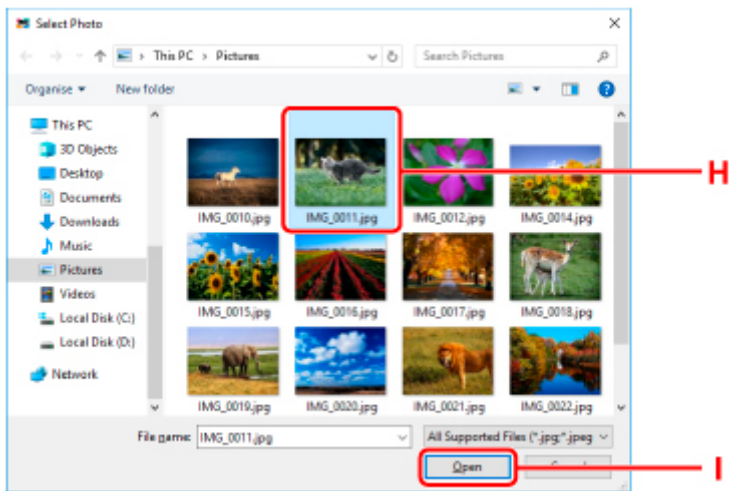 Select Photo
This PC > Pictures
Search Pictures
Organise
New folder
This PC
3D Objects
Desktop
Documents
Downloads
Music
Pictures
Videos
Local Disk (C:)
Local Disk (D:)
Network
IMG_0010.jpg
IMG_0011.jpg
IMG_0012.jpg
IMG_0014.jpg
H
IMG_0015.jpg
IMG_0016.jpg
IMG_0017.jpg
IMG_0018.jpg
IMG_0019.jpg
IMG_0020.jpg
IMG_0021.jpg
IMG_0022.jpg
File name: IMG_0011.jpg
All Supported Files (*.jpg;*.jpeg
Open
I